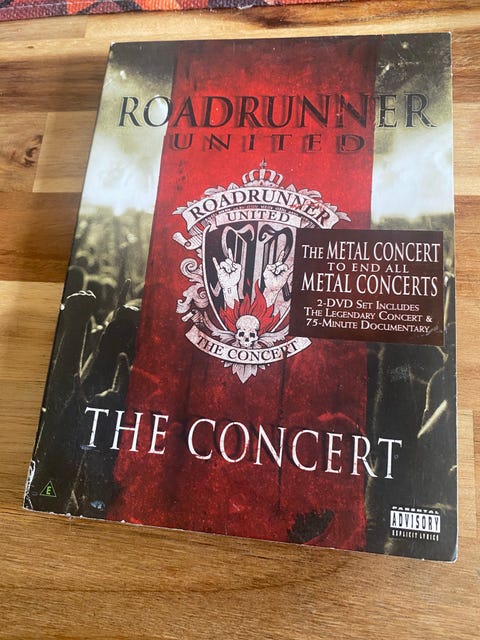 ROADRUNNER
UNITED
ROADRUNNER
UNITED
THE CONCERT
THE METAL CONCERT
TO END ALL
METAL CONCERTS
2-DVD SET INCLUDES
THE LEGENDARY CONCERT &
75-MINUTE DOCUMENTARY
THE CONCERT
E
PARENTAL
ADVISORY
EXPLICIT LYRICS